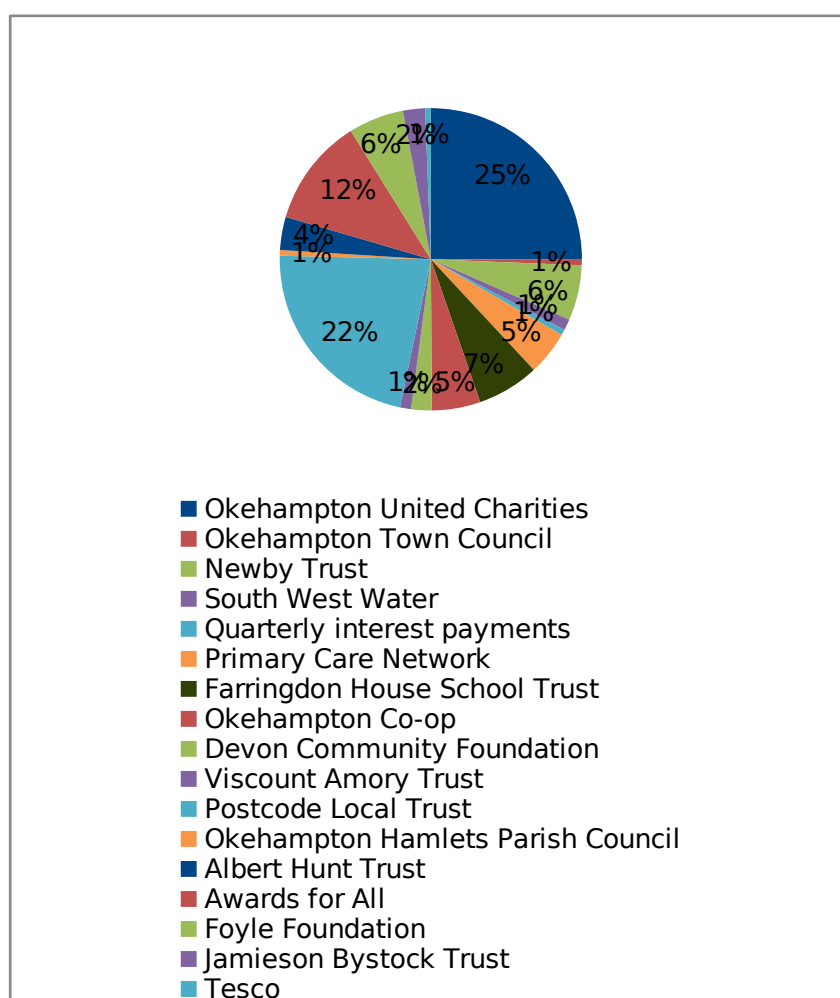 25%
1%
6%
1%
1%
5%
7%
5%
2%
1%
22%
1%
4%
12%
6%
2%
1%
Okehampton United Charities
Okehampton Town Council
Newby Trust
South West Water
Quarterly interest payments
Primary Care Network
Farringdon House School Trust
Okehampton Co-op
Devon Community Foundation
Viscount Amory Trust
Postcode Local Trust
Okehampton Hamlets Parish Council
Albert Hunt Trust
Awards for All
Foyle Foundation
Jamieson Bystock Trust
Tesco